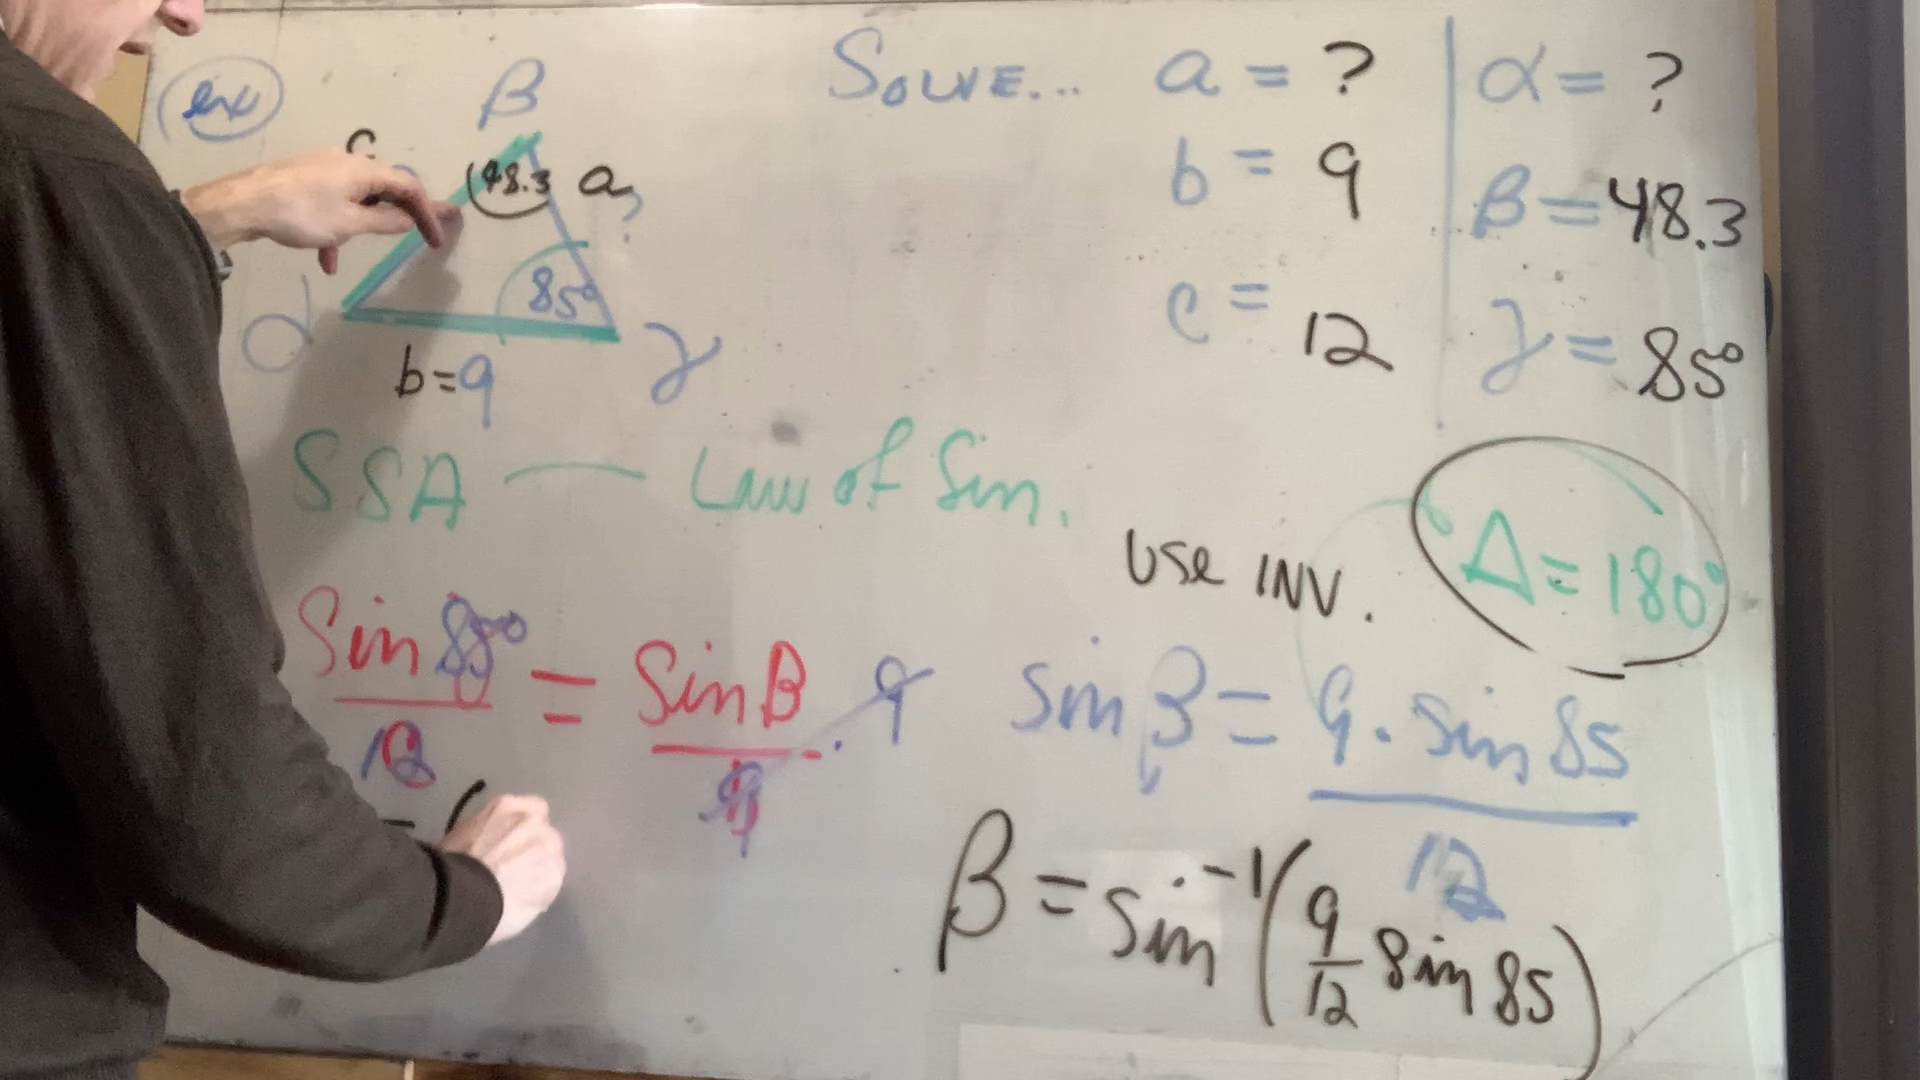 ex
β
SOLVE...
a = ?
α = ?
c
48.3
a
?
b = 9
β = 48.3
85°
α
γ
c = 12
γ = 85°
b=9
SSA — Law of Sin.
USE INV.
Δ = 180°
Sin 85° / 12 = Sin B / 9 · 9
sin β = 9 · sin 85 / 12
– (
β = sin⁻¹ ( 9/12 sin 85 )